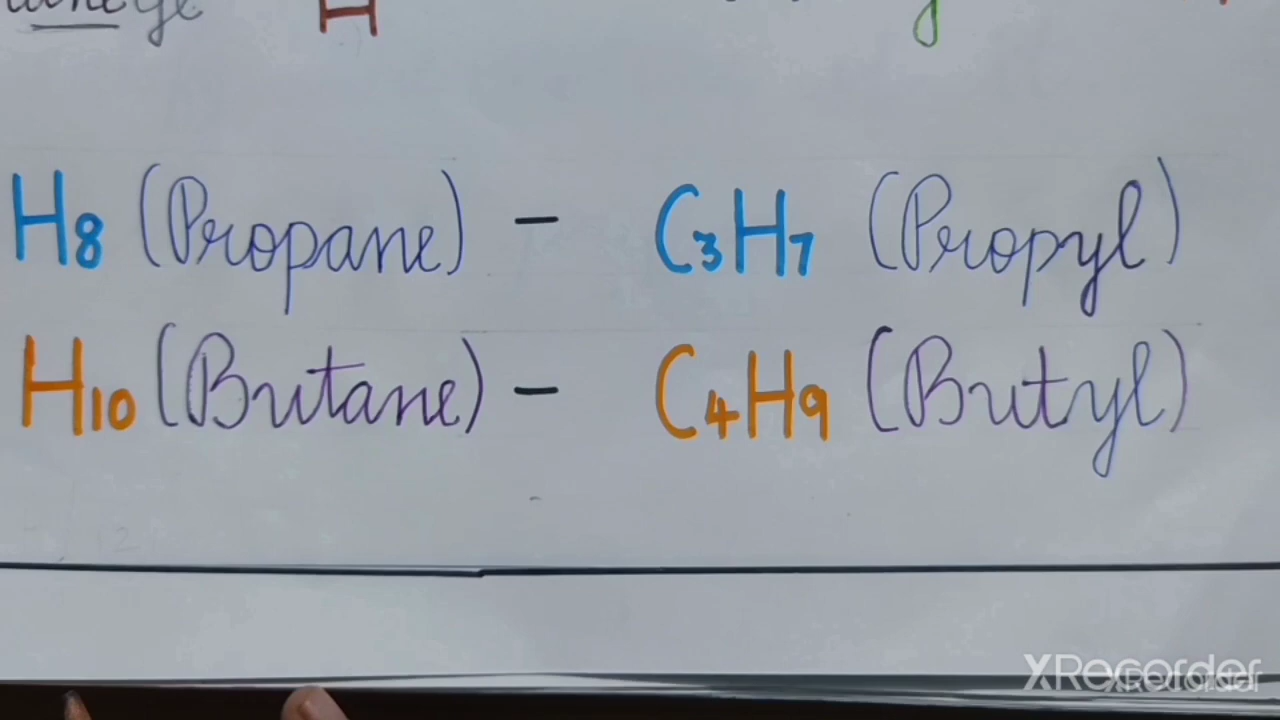 H
H8 (Propane) - C3H7 (Propyl)
H10 (Butane) - C4H9 (Butyl)
XRecorder